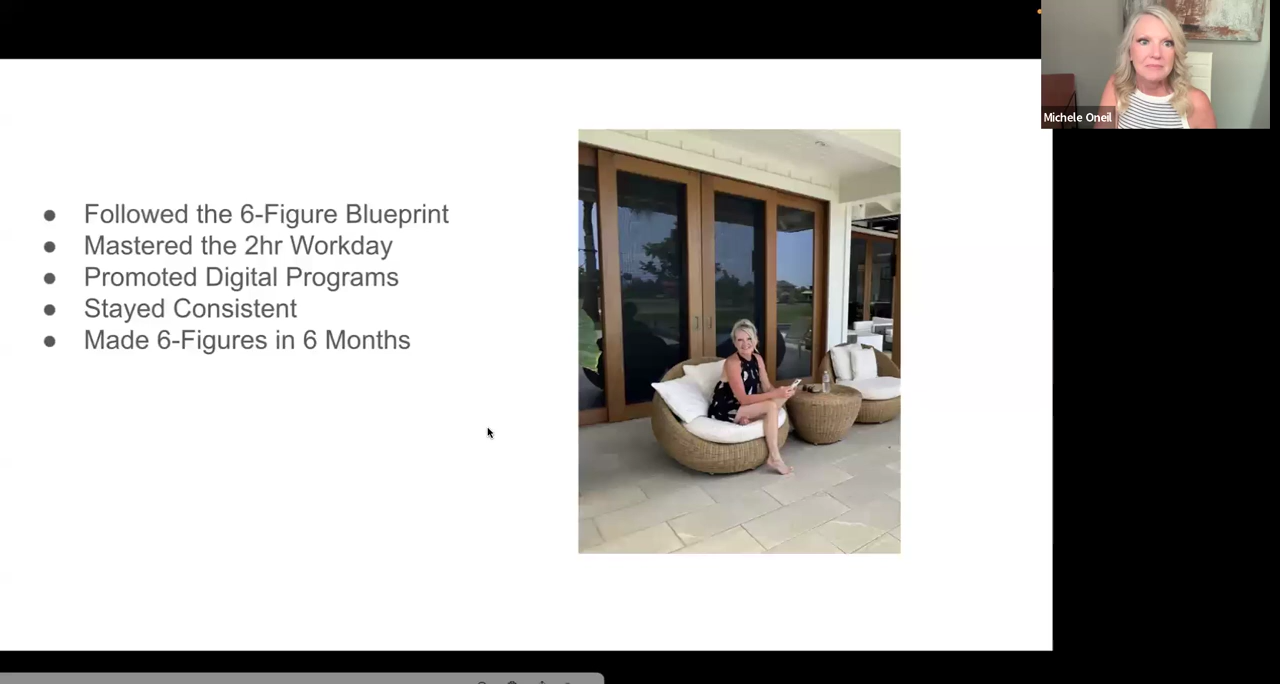 Michele Oneil
● Followed the 6-Figure Blueprint
● Mastered the 2hr Workday
● Promoted Digital Programs
● Stayed Consistent
● Made 6-Figures in 6 Months